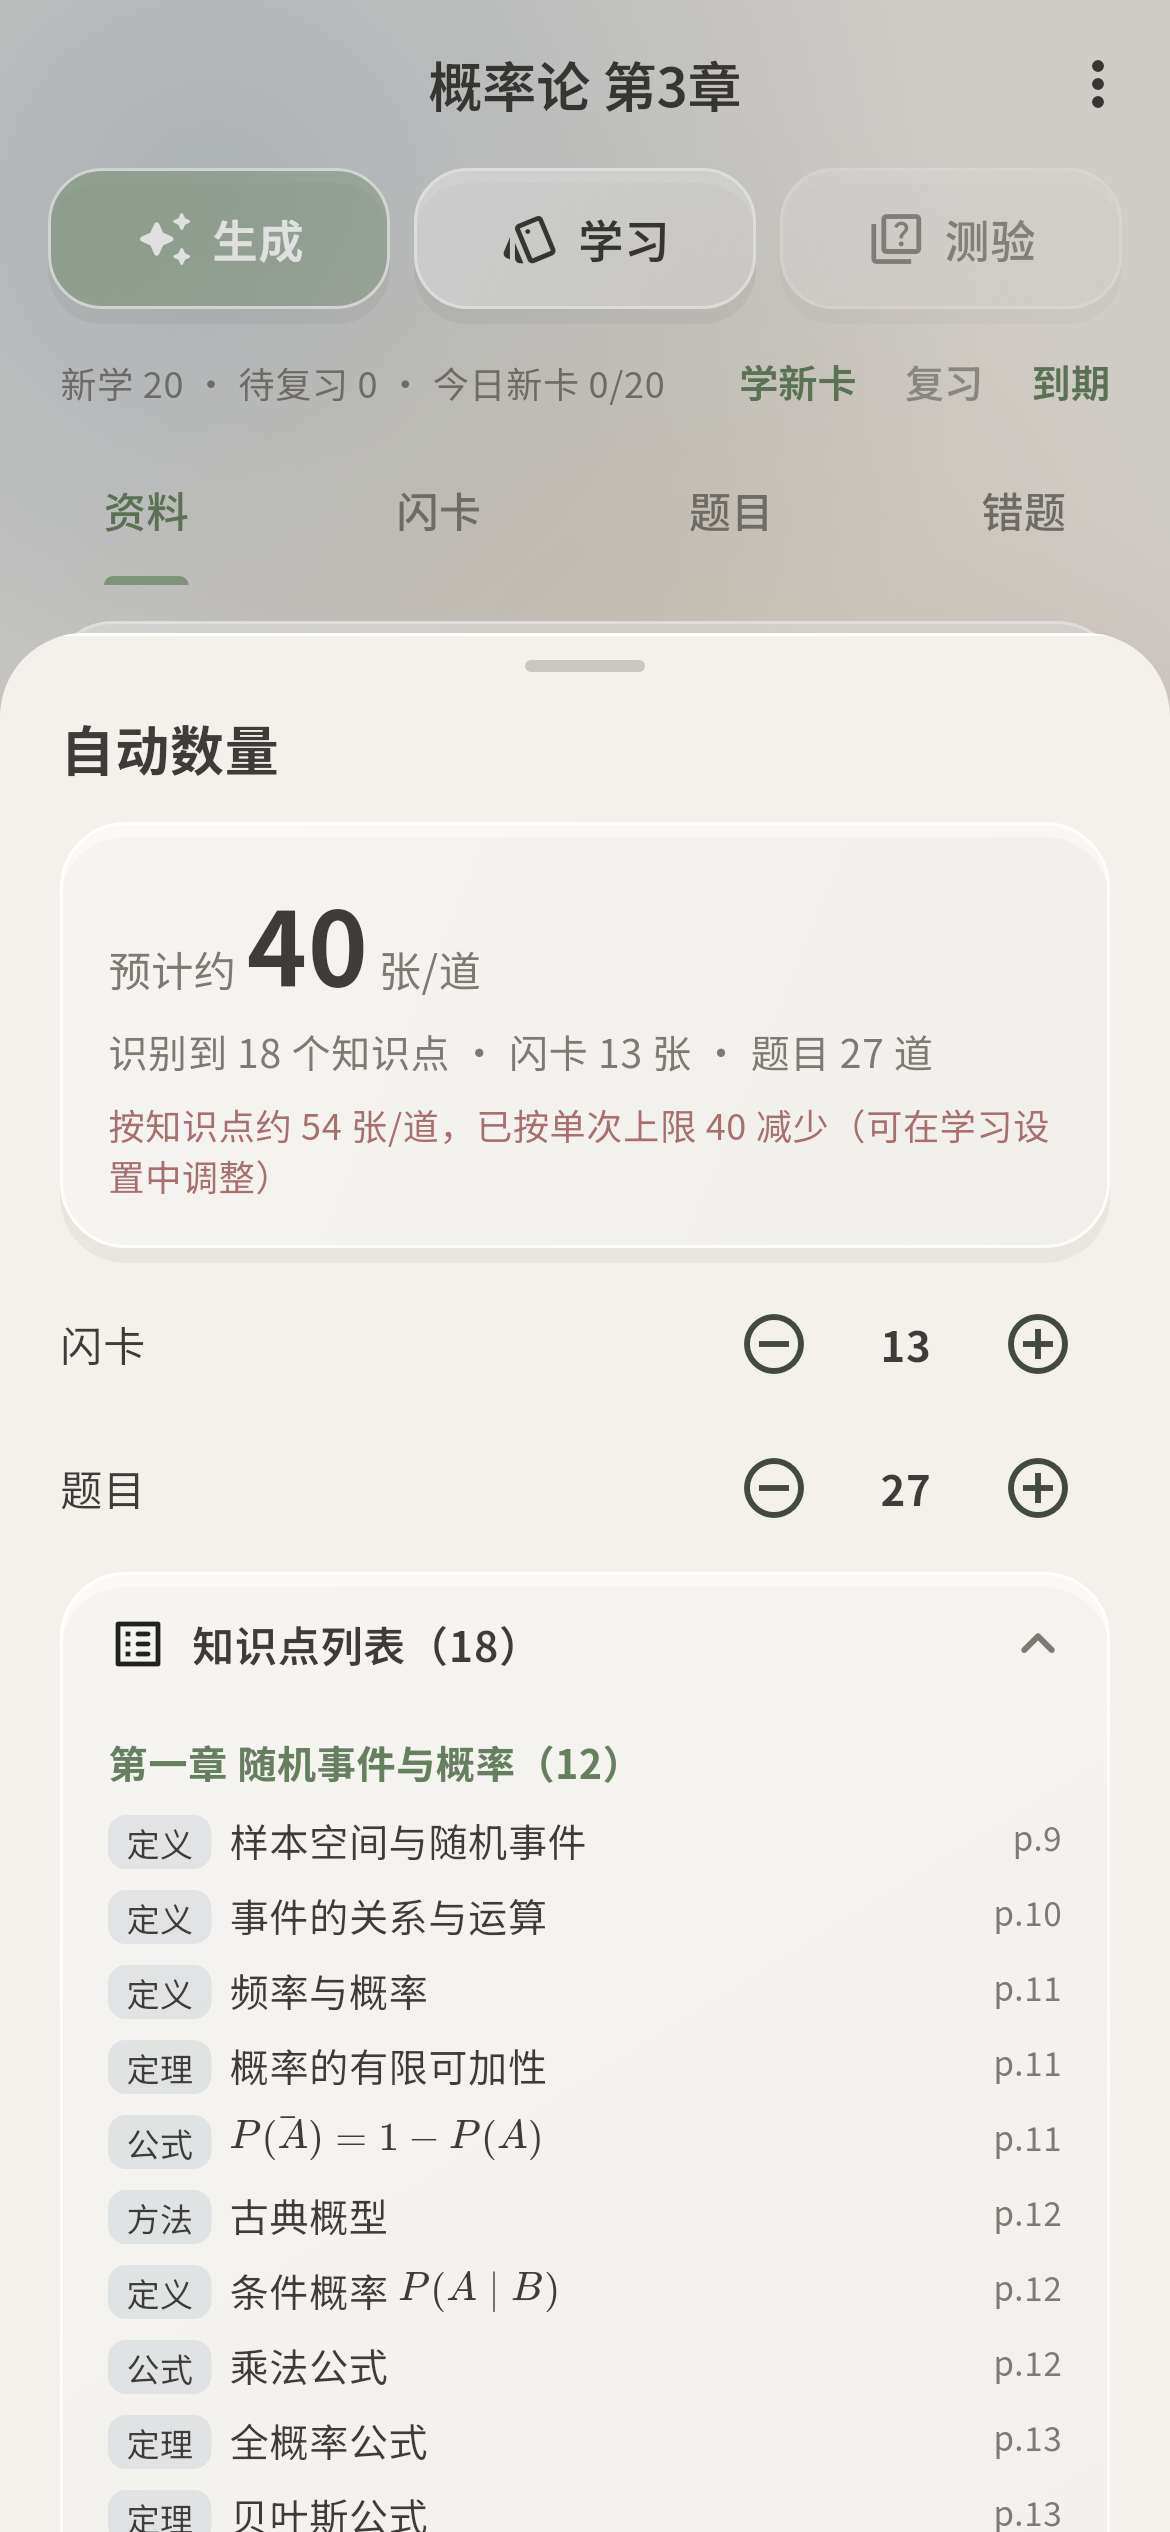 概率论 第3章
生成
学习
测验
新学 20 · 待复习 0 · 今日新卡 0/20
学新卡 复习 到期
资料 闪卡 题目 错题
自动数量
预计约 40 张/道
识别到 18 个知识点 · 闪卡 13 张 · 题目 27 道
按知识点约 54 张/道，已按单次上限 40 减少（可在学习设
置中调整）
闪卡 13
题目 27
知识点列表（18）
第一章 随机事件与概率（12）
定义 样本空间与随机事件 p.9
定义 事件的关系与运算 p.10
定义 频率与概率 p.11
定理 概率的有限可加性 p.11
公式 P(Ā) = 1 − P(A) p.11
方法 古典概型 p.12
定义 条件概率 P(A | B) p.12
公式 乘法公式 p.12
定理 全概率公式 p.13
定理 贝叶斯公式 p.13